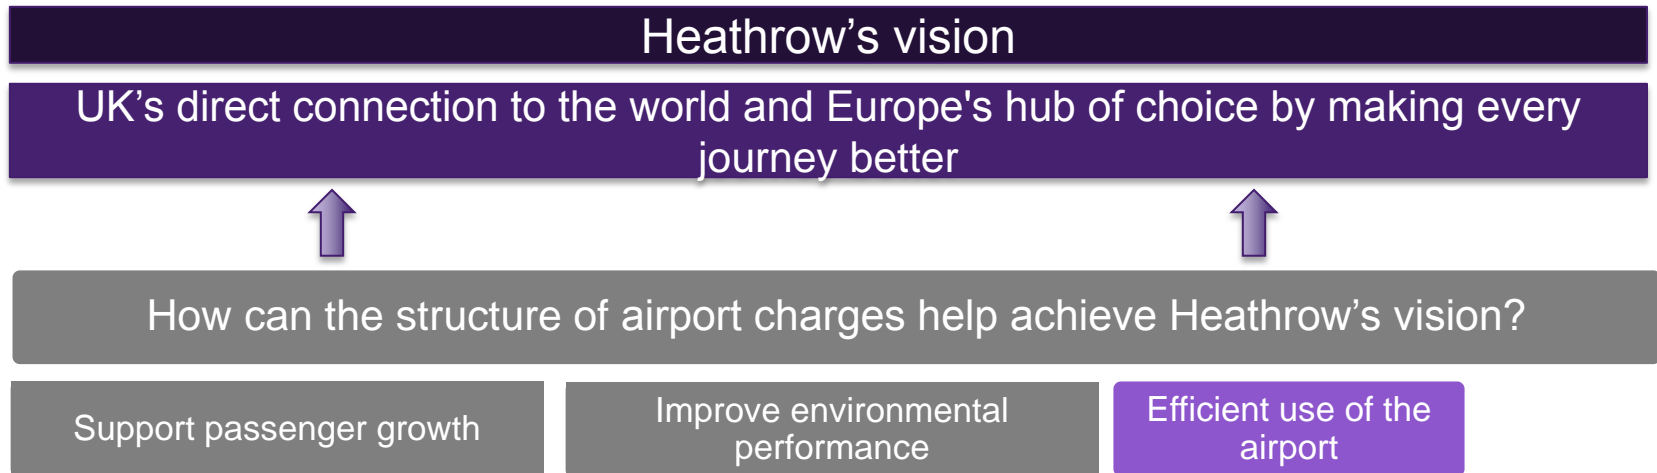 Heathrow’s vision
UK’s direct connection to the world and Europe's hub of choice by making every
journey better
How can the structure of airport charges help achieve Heathrow’s vision?
Support passenger growth
Improve environmental
performance
Efficient use of the
airport